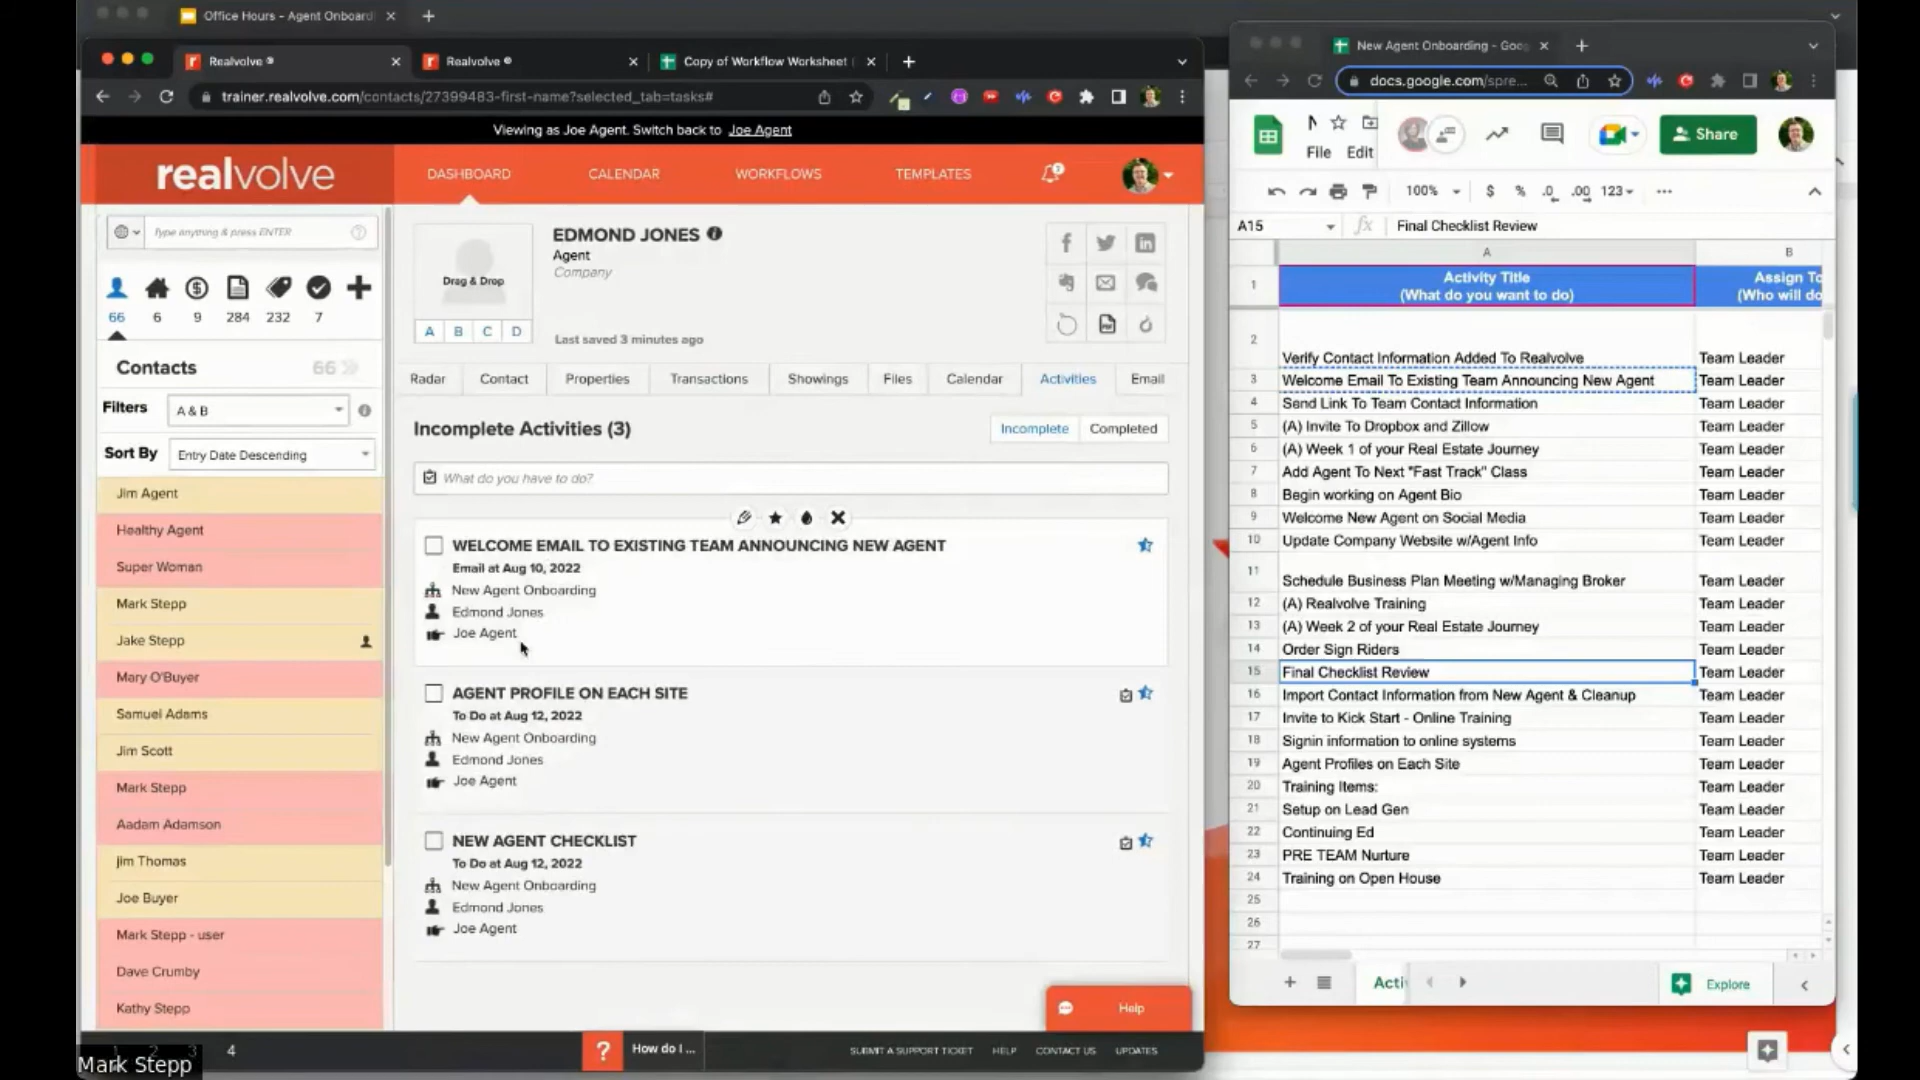 Office Hours - Agent Onboard
Realvolve ®
Realvolve ®
Copy of Workflow Worksheet
trainer.realvolve.com/contacts/27399483-first-name?selected_tab=tasks#
Viewing as Joe Agent. Switch back to Joe Agent
realvolve
DASHBOARD
CALENDAR
WORKFLOWS
TEMPLATES
Type anything & press ENTER
66
6
9
284
232
7
Contacts
66
Filters
A & B
Sort By
Entry Date Descending
Jim Agent
Healthy Agent
Super Woman
Mark Stepp
Jake Stepp
Mary O'Buyer
Samuel Adams
Jim Scott
Mark Stepp
Aadam Adamson
Jim Thomas
Joe Buyer
Mark Stepp - user
Dave Crumby
Kathy Stepp
EDMOND JONES
Agent
Company
Drag & Drop
A B C D
Last saved 3 minutes ago
Radar
Contact
Properties
Transactions
Showings
Files
Calendar
Activities
Email
Incomplete Activities (3)
Incomplete
Completed
What do you have to do?
WELCOME EMAIL TO EXISTING TEAM ANNOUNCING NEW AGENT
Email at Aug 10, 2022
New Agent Onboarding
Edmond Jones
Joe Agent
AGENT PROFILE ON EACH SITE
To Do at Aug 12, 2022
New Agent Onboarding
Edmond Jones
Joe Agent
NEW AGENT CHECKLIST
To Do at Aug 12, 2022
New Agent Onboarding
Edmond Jones
Joe Agent
Help
1 2 3 4
? How do I ...
SUBMIT A SUPPORT TICKET
HELP
CONTACT US
UPDATES
Mark Stepp
New Agent Onboarding - Goog
docs.google.com/spre...
File Edit
Share
100%
$ % .0 .00 123
A15
fx
Final Checklist Review
A
B
1 Activity Title
(What do you want to do)
Assign To
(Who will do
2 Verify Contact Information Added To Realvolve Team Leader
3 Welcome Email To Existing Team Announcing New Agent Team Leader
4 Send Link To Team Contact Information Team Leader
5 (A) Invite To Dropbox and Zillow Team Leader
6 (A) Week 1 of your Real Estate Journey Team Leader
7 Add Agent To Next "Fast Track" Class Team Leader
8 Begin working on Agent Bio Team Leader
9 Welcome New Agent on Social Media Team Leader
10 Update Company Website w/Agent Info Team Leader
11 Schedule Business Plan Meeting w/Managing Broker Team Leader
12 (A) Realvolve Training Team Leader
13 (A) Week 2 of your Real Estate Journey Team Leader
14 Order Sign Riders Team Leader
15 Final Checklist Review Team Leader
16 Import Contact Information from New Agent & Cleanup Team Leader
17 Invite to Kick Start - Online Training Team Leader
18 Signin information to online systems Team Leader
19 Agent Profiles on Each Site Team Leader
20 Training Items: Team Leader
21 Setup on Lead Gen Team Leader
22 Continuing Ed Team Leader
23 PRE TEAM Nurture Team Leader
24 Training on Open House Team Leader
25
26
27
Acti
Explore